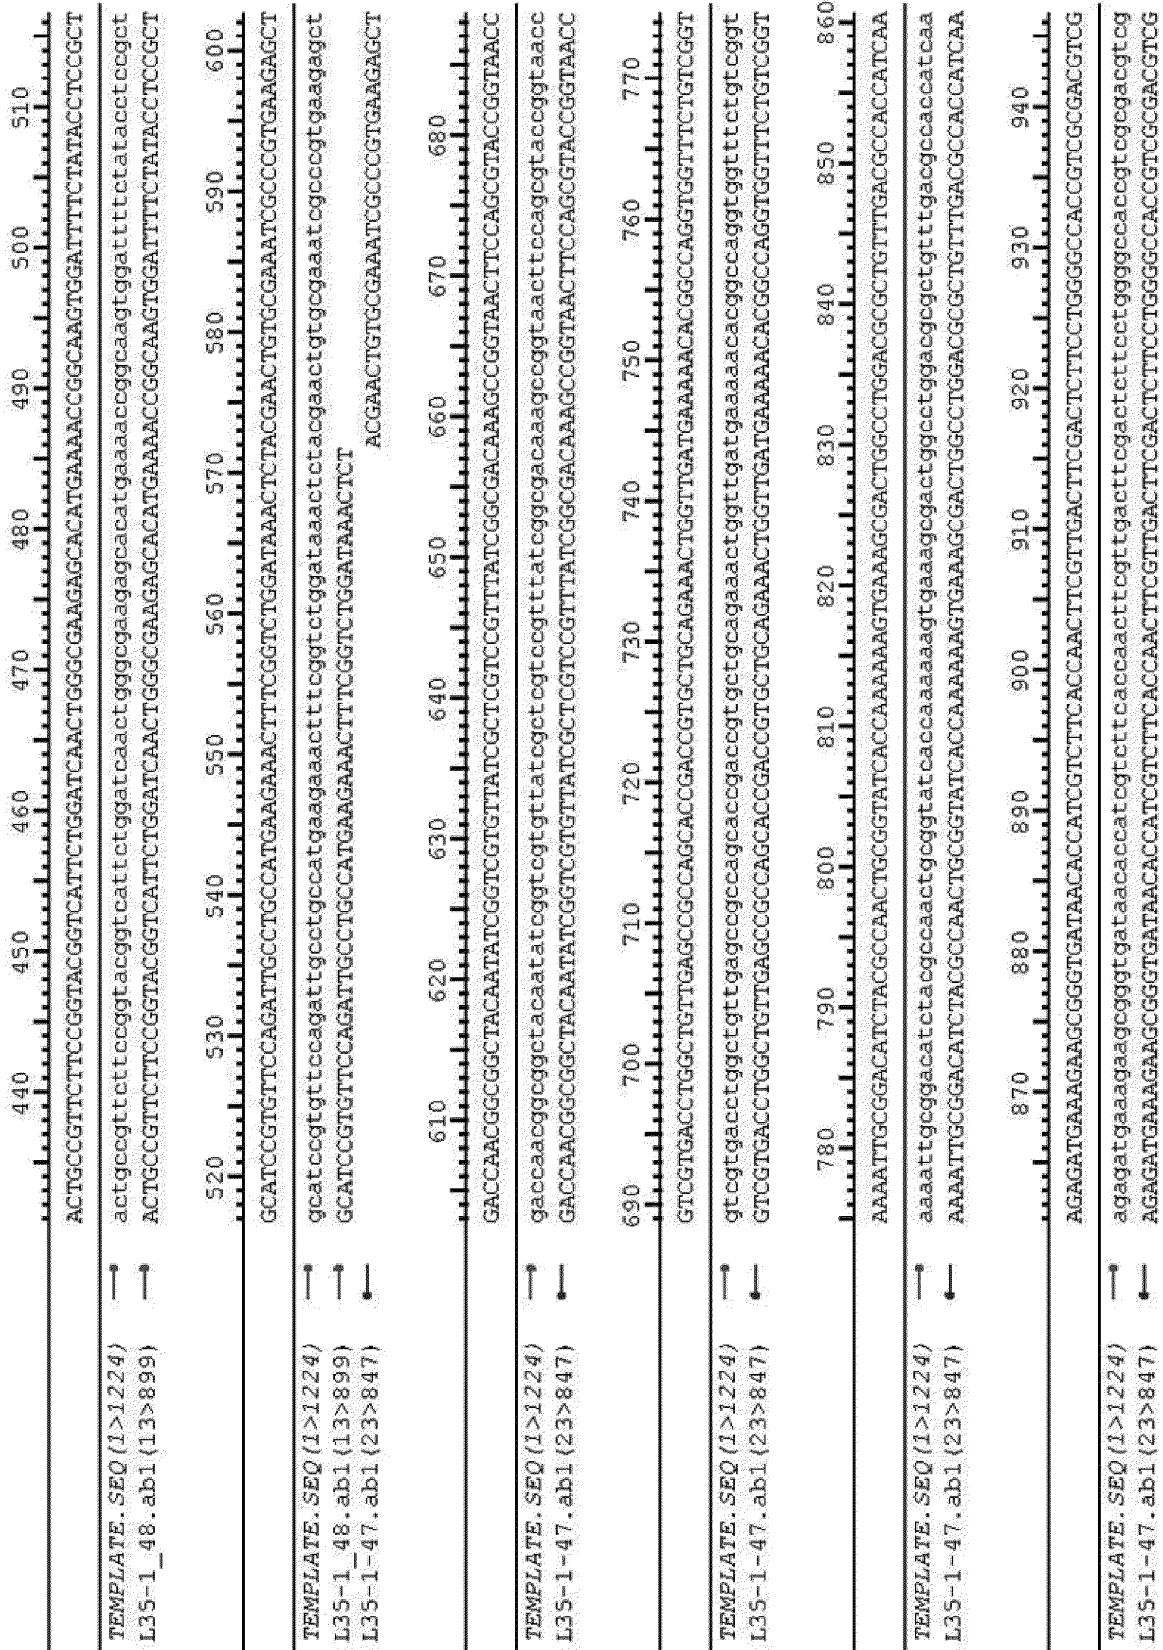 440 450 460 470 480 490 500 510
ACTGCCGTTCTTCCGGTACGGTCATTCTGGATCAACTGGGCGAAGAGCACATGAAAACCGGCAAGTGGATTTTCTATACCTCCGCT
TEMPLATE.SEQ(1>1224) actgccgttcttccggtacggtcattctggatcaactgggcgaagagcacatgaaaaccggcaagtggattttctatacctccgct
L35-1_48.ab1(13>899) ACTGCCGTTCTTCCGGTACGGTCATTCTGGATCAACTGGGCGAAGAGCACATGAAAACCGGCAAGTGGATTTTCTATACCTCCGCT
520 530 540 550 560 570 580 590 600
GCATCCGTGTTCCAGATTGCCTGCCATGAAGAAACTTTCGGTCTGGATAAACTCTACGAACTGTGCGAAATCGCCCGTGAAGAGCT
TEMPLATE.SEQ(1>1224) gcatccgtgttccagattgcctgccatgaagaaactttcggtctggataaactctacgaactgtgcgaaatcgcccgtgaagagct
L35-1_48.ab1(13>899) GCATCCGTGTTCCAGATTGCCTGCCATGAAGAAACTTTCGGTCTGGATAAACTCT
L35-1-47.ab1(23>847) ACGAACTGTGCGAAATCGCCCGTGAAGAGCT
610 620 630 640 650 660 670 680
GACCAACGGCGGCTACAATATCGGTCGTGTTATCGCTCGTCCGTTTATCGGCGACAAAGCCGGTAACTTCCAGCGTACCGGTAACC
TEMPLATE.SEQ(1>1224) gaccaacggcggctacaatatcggtcgtgttatcgctcgtccgtttatcggcgacaaagccggtaacttccagcgtaccggtaacc
L35-1-47.ab1(23>847) GACCAACGGCGGCTACAATATCGGTCGTGTTATCGCTCGTCCGTTTATCGGCGACAAAGCCGGTAACTTCCAGCGTACCGGTAACC
690 700 710 720 730 740 750 760 770
GTCGTGACCTGGCTGTTGAGCCGCCAGCACCGACCGTGCTGCAGAAACTGGTTGATGAAAAACACGGCCAGGTGGTTTCTGTCGGT
TEMPLATE.SEQ(1>1224) gtcgtgacctggctgttgagccgccagcaccgaccgtgctgcagaaactggttgatgaaaaacacggccaggtggtttctgtcggt
L35-1-47.ab1(23>847) GTCGTGACCTGGCTGTTGAGCCGCCAGCACCGACCGTGCTGCAGAAACTGGTTGATGAAAAACACGGCCAGGTGGTTTCTGTCGGT
780 790 800 810 820 830 840 850 860
AAAATTGCGGACATCTACGCCAACTGCGGTATCACCAAAAAAGTGAAAGCGACTGGCCTGGACGCGCTGTTTGACGCCACCATCAA
TEMPLATE.SEQ(1>1224) aaaattgcggacatctacgccaactgcggtatcaccaaaaaagtgaaagcgactggcctggacgcgctgtttgacgccaccatcaa
L35-1-47.ab1(23>847) AAAATTGCGGACATCTACGCCAACTGCGGTATCACCAAAAAAGTGAAAGCGACTGGCCTGGACGCGCTGTTTGACGCCACCATCAA
870 880 890 900 910 920 930 940
AGAGATGAAAGAAGCGGGTGATAACACCATCGTCTTCACCAACTTCGTTGACTTCGACTCTTCCTGGGGCCACCGTCGCGACGTCG
TEMPLATE.SEQ(1>1224) agagatgaaagaagcgggtgataacaccatcgtcttcaccaacttcgttgacttcgactcttcctggggccaccgtcgcgacgtcg
L35-1-47.ab1(23>847) AGAGATGAAAGAAGCGGGTGATAACACCATCGTCTTCACCAACTTCGTTGACTTCGACTCTTCCTGGGGCCACCGTCGCGACGTCG